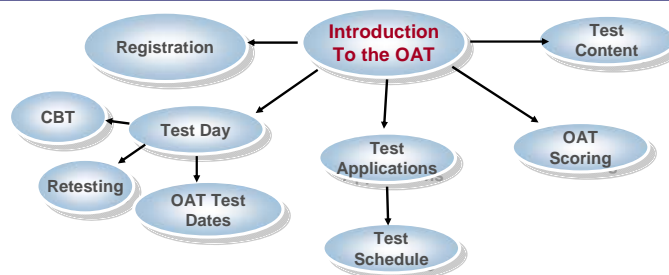 Introduction
To the OAT
Registration
Test
Content
CBT
Test Day
Test
Applications
OAT
Scoring
Retesting
OAT Test
Dates
Test
Schedule